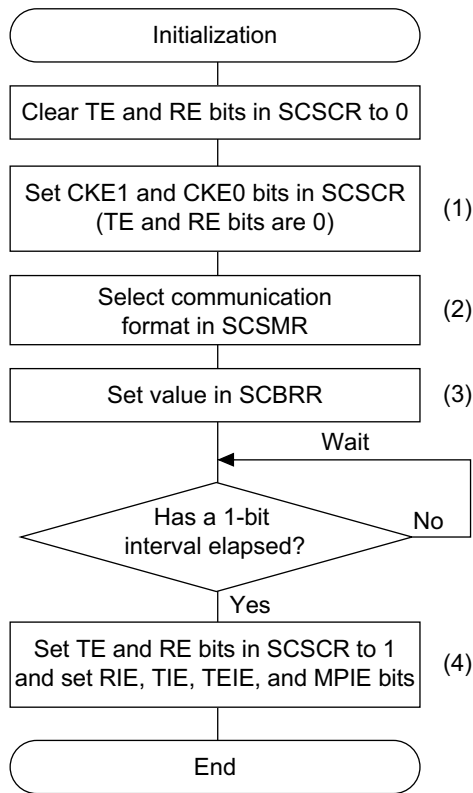 Initialization
Clear TE and RE bits in SCSCR to 0
Set CKE1 and CKE0 bits in SCSCR
(TE and RE bits are 0)
(1)
Select communication
format in SCSMR
(2)
Set value in SCBRR
(3)
Wait
Has a 1-bit
interval elapsed?
No
Yes
Set TE and RE bits in SCSCR to 1
and set RIE, TIE, TEIE, and MPIE bits
(4)
End